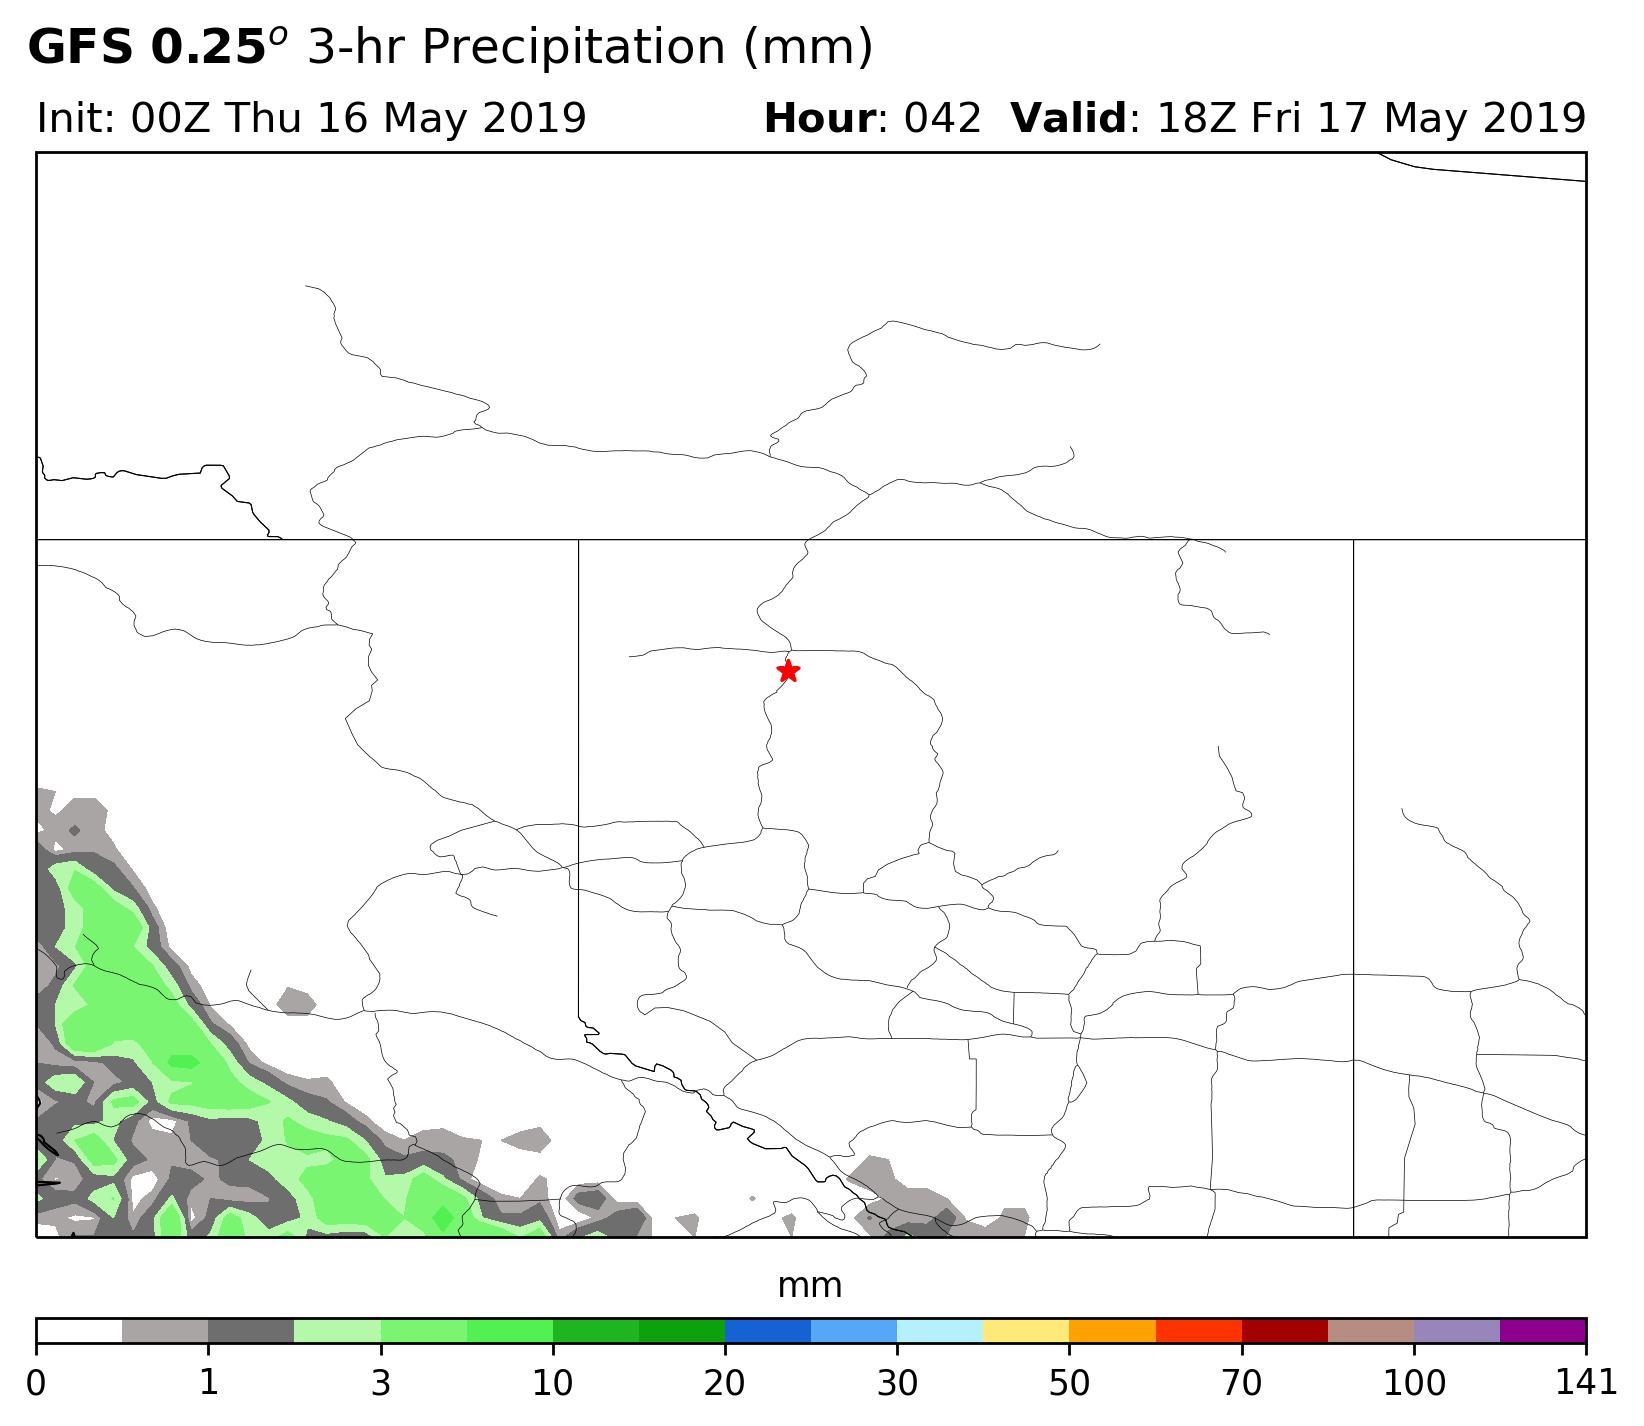 GFS 0.25° 3-hr Precipitation (mm)
Init: 00Z Thu 16 May 2019 Hour: 042 Valid: 18Z Fri 17 May 2019
mm
0 1 3 10 20 30 50 70 100 141